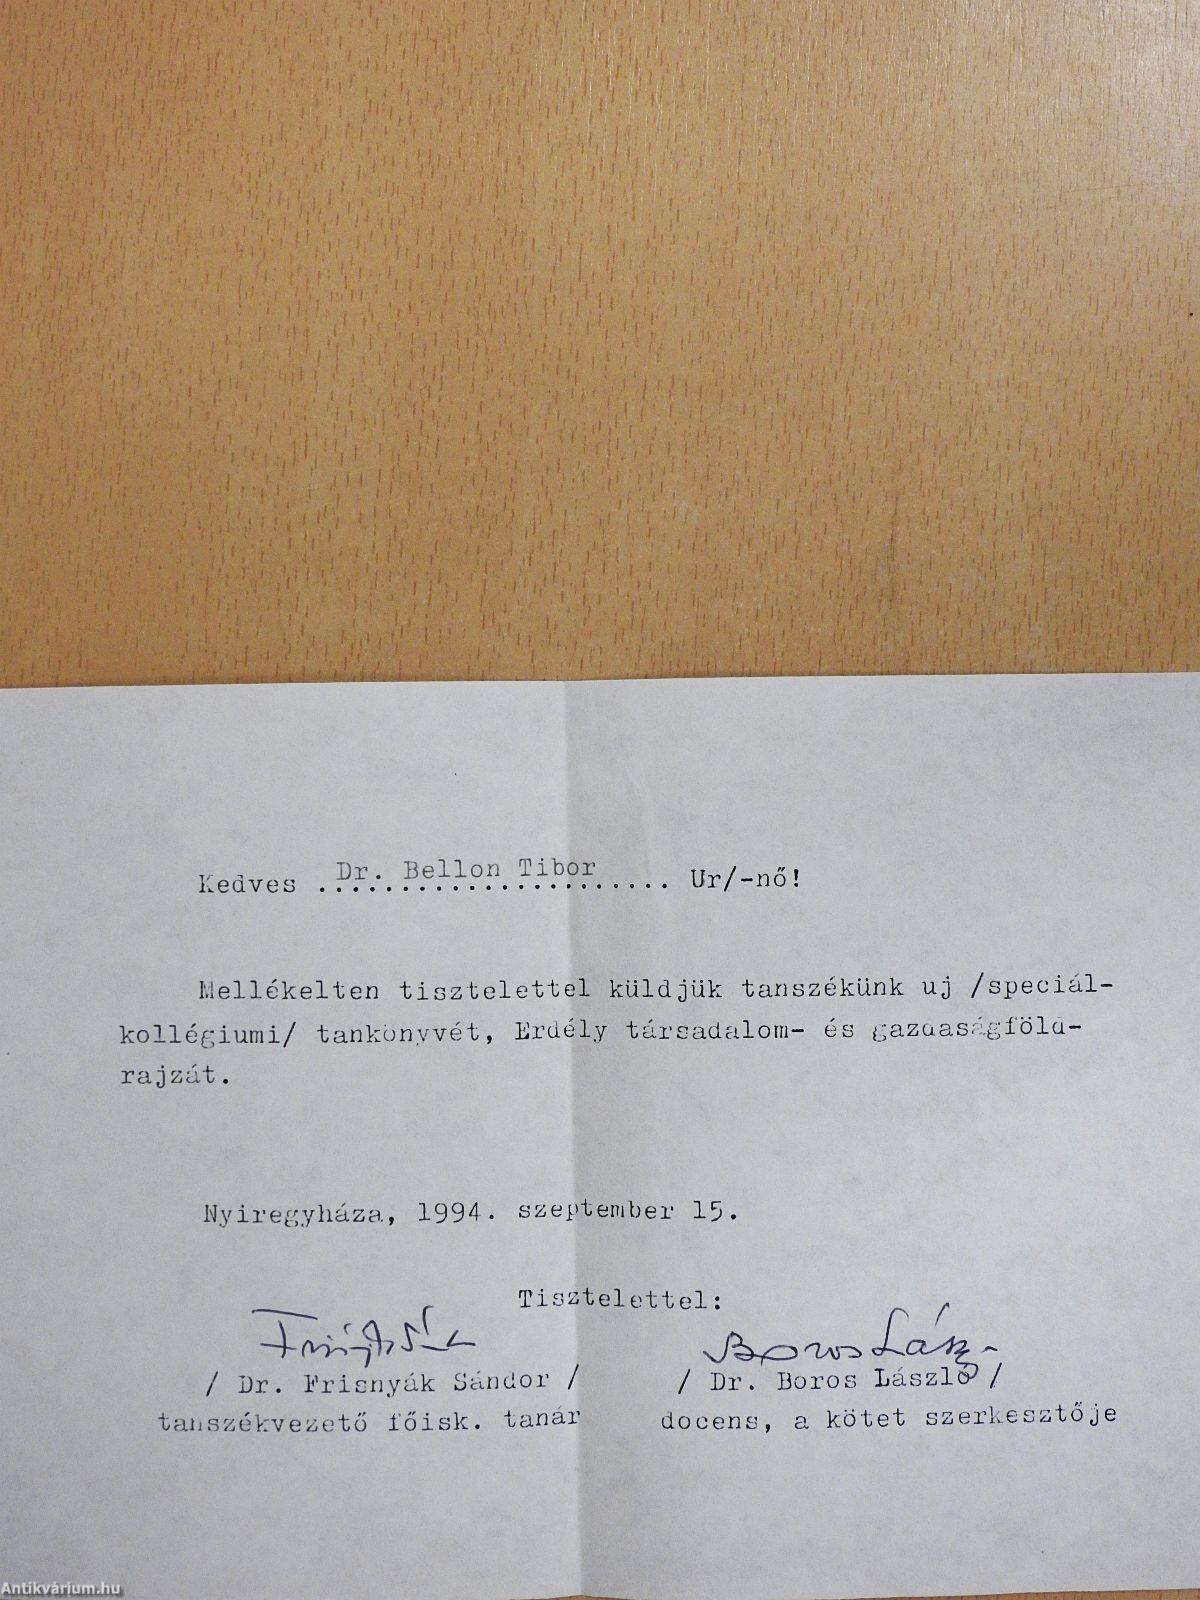 Kedves ...Dr. Bellon Tibor... Ur/-nő!
Mellékelten tisztelettel küldjük tanszékünk uj /speciál-
kollégiumi/ tankönyvét, Erdély társadalom- és gazdaságföld-
rajzát.
Nyiregyháza, 1994. szeptember 15.
Tisztelettel:
Boros László
/ Dr. Frisnyák Sándor / / Dr. Boros László /
tanszékvezető főisk. tanár docens, a kötet szerkesztője
Antikvárium.hu